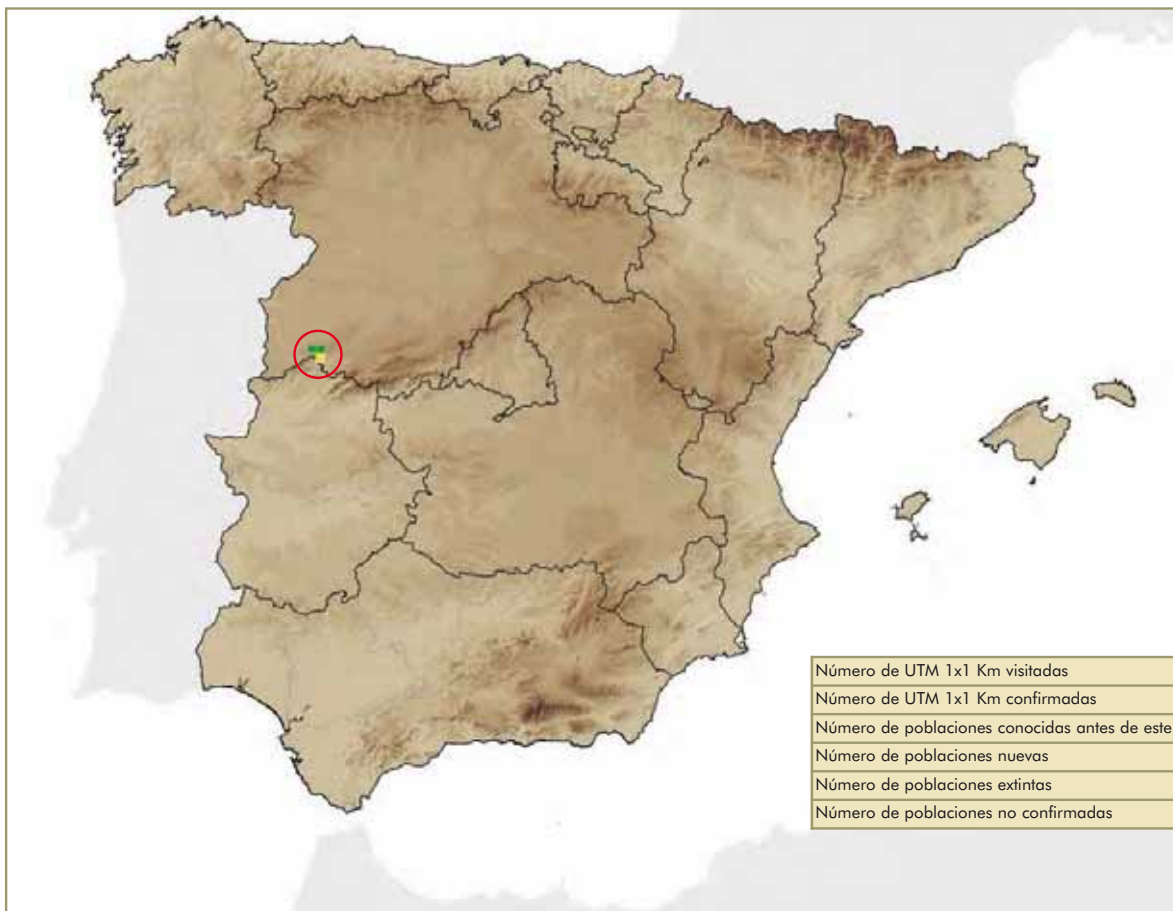 Número de UTM 1x1 Km visitadas
Número de UTM 1x1 Km confirmadas
Número de poblaciones conocidas antes de este
Número de poblaciones nuevas
Número de poblaciones extintas
Número de poblaciones no confirmadas